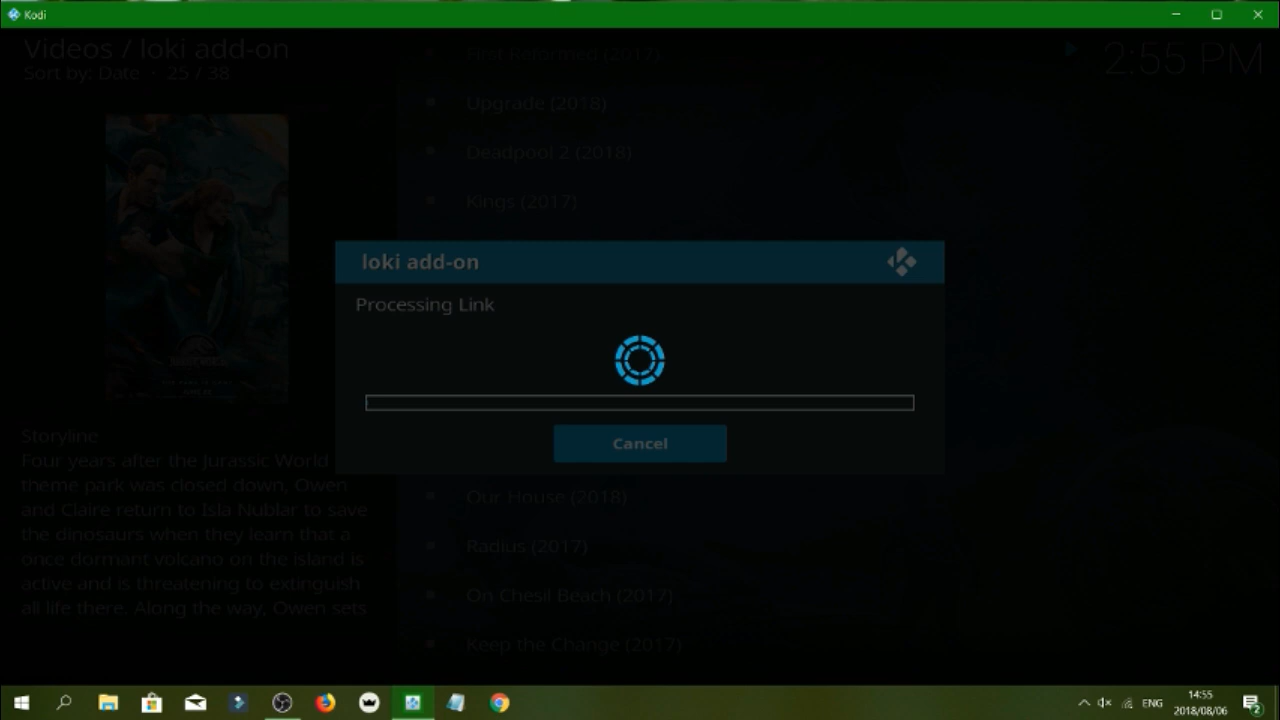 Kodi
Videos / loki add-on
Sort by: Date · 25 / 38
2:55 PM
First Reformed (2017)
Upgrade (2018)
Deadpool 2 (2018)
Kings (2017)
loki add-on
Processing Link
Cancel
Storyline
Four years after the Jurassic World
theme park was closed down, Owen
and Claire return to Isla Nublar to save
the dinosaurs when they learn that a
once dormant volcano on the island is
active and is threatening to extinguish
all life there. Along the way, Owen sets
Our House (2018)
Radius (2017)
On Chesil Beach (2017)
Keep the Change (2017)
ENG
14:55
2018/08/06
2